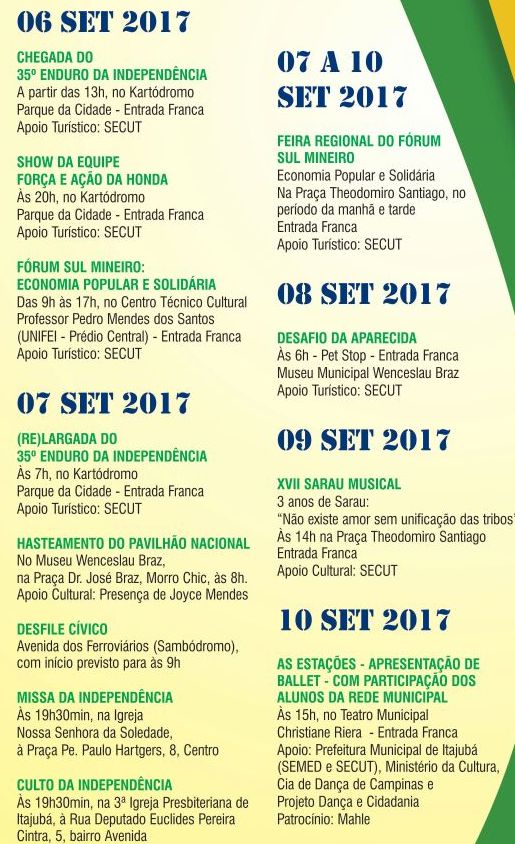 06 SET 2017
CHEGADA DO
35º ENDURO DA INDEPENDÊNCIA
A partir das 13h, no Kartódromo
Parque da Cidade - Entrada Franca
Apoio Turístico: SECUT
SHOW DA EQUIPE
FORÇA E AÇÃO DA HONDA
Às 20h, no Kartódromo
Parque da Cidade - Entrada Franca
Apoio Turístico: SECUT
FÓRUM SUL MINEIRO:
ECONOMIA POPULAR E SOLIDÁRIA
Das 9h às 17h, no Centro Técnico Cultural
Professor Pedro Mendes dos Santos
(UNIFEI - Prédio Central) - Entrada Franca
Apoio Turístico: SECUT
07 SET 2017
(RE)LARGADA DO
35º ENDURO DA INDEPENDÊNCIA
Às 7h, no Kartódromo
Parque da Cidade - Entrada Franca
Apoio Turístico: SECUT
HASTEAMENTO DO PAVILHÃO NACIONAL
No Museu Wenceslau Braz,
na Praça Dr. José Braz, Morro Chic, às 8h.
Apoio Cultural: Presença de Joyce Mendes
DESFILE CÍVICO
Avenida dos Ferroviários (Sambódromo),
com início previsto para às 9h
MISSA DA INDEPENDÊNCIA
Às 19h30min, na Igreja
Nossa Senhora da Soledade,
à Praça Pe. Paulo Hartgers, 8, Centro
CULTO DA INDEPENDÊNCIA
Às 19h30min, na 3ª Igreja Presbiteriana de
Itajubá, à Rua Deputado Euclides Pereira
Cintra, 5, bairro Avenida
07 A 10
SET 2017
FEIRA REGIONAL DO FÓRUM
SUL MINEIRO
Economia Popular e Solidária
Na Praça Theodomiro Santiago, no
período da manhã e tarde
Entrada Franca
Apoio Turístico: SECUT
08 SET 2017
DESAFIO DA APARECIDA
Às 6h - Pet Stop - Entrada Franca
Museu Municipal Wenceslau Braz
Apoio Turístico: SECUT
09 SET 2017
XVII SARAU MUSICAL
3 anos de Sarau:
“Não existe amor sem unificação das tribos”
Às 14h na Praça Theodomiro Santiago
Entrada Franca
Apoio Cultural: SECUT
10 SET 2017
AS ESTAÇÕES - APRESENTAÇÃO DE
BALLET - COM PARTICIPAÇÃO DOS
ALUNOS DA REDE MUNICIPAL
Às 15h, no Teatro Municipal
Christiane Riera - Entrada Franca
Apoio: Prefeitura Municipal de Itajubá
(SEMED e SECUT), Ministério da Cultura,
Cia de Dança de Campinas e
Projeto Dança e Cidadania
Patrocínio: Mahle